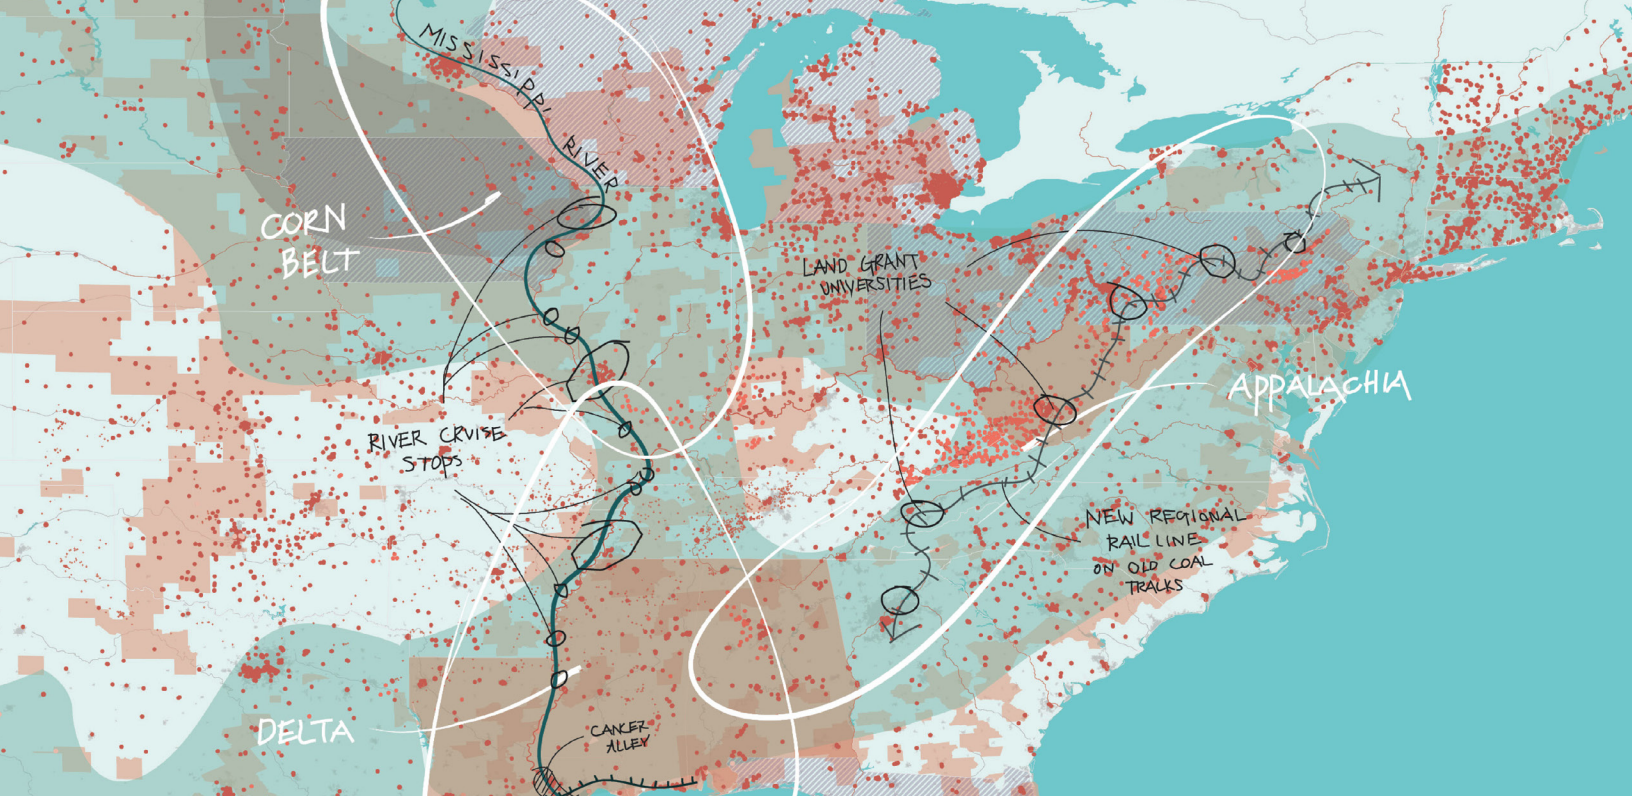 MISSISSIPPI
RIVER
CORN
BELT
LAND GRANT
UNIVERSITIES
APPALACHIA
RIVER CRUISE
STOPS
NEW REGIONAL
RAIL LINE
ON OLD COAL
TRACKS
DELTA
CANCER
ALLEY